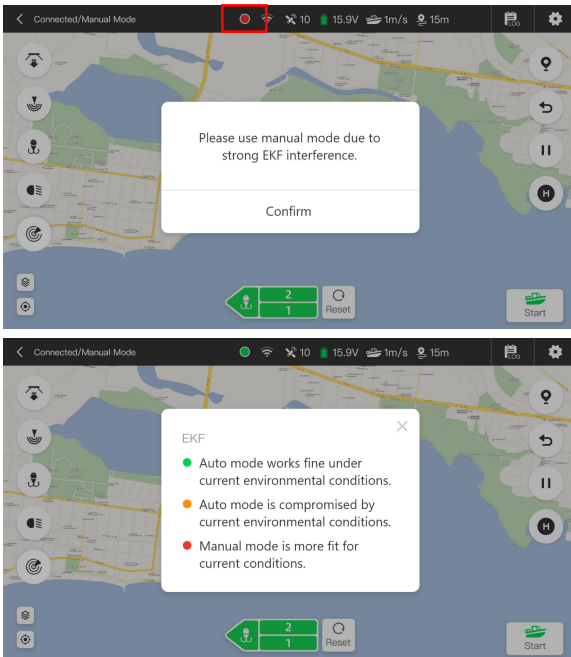 Connected/Manual Mode
10
15.9V
1m/s
15m
LOG
Please use manual mode due to
strong EKF interference.
Confirm
H
2
1
Reset
Start
Connected/Manual Mode
10
15.9V
1m/s
15m
LOG
EKF
Auto mode works fine under
current environmental conditions.
Auto mode is compromised by
current environmental conditions.
Manual mode is more fit for
current conditions.
H
2
1
Reset
Start